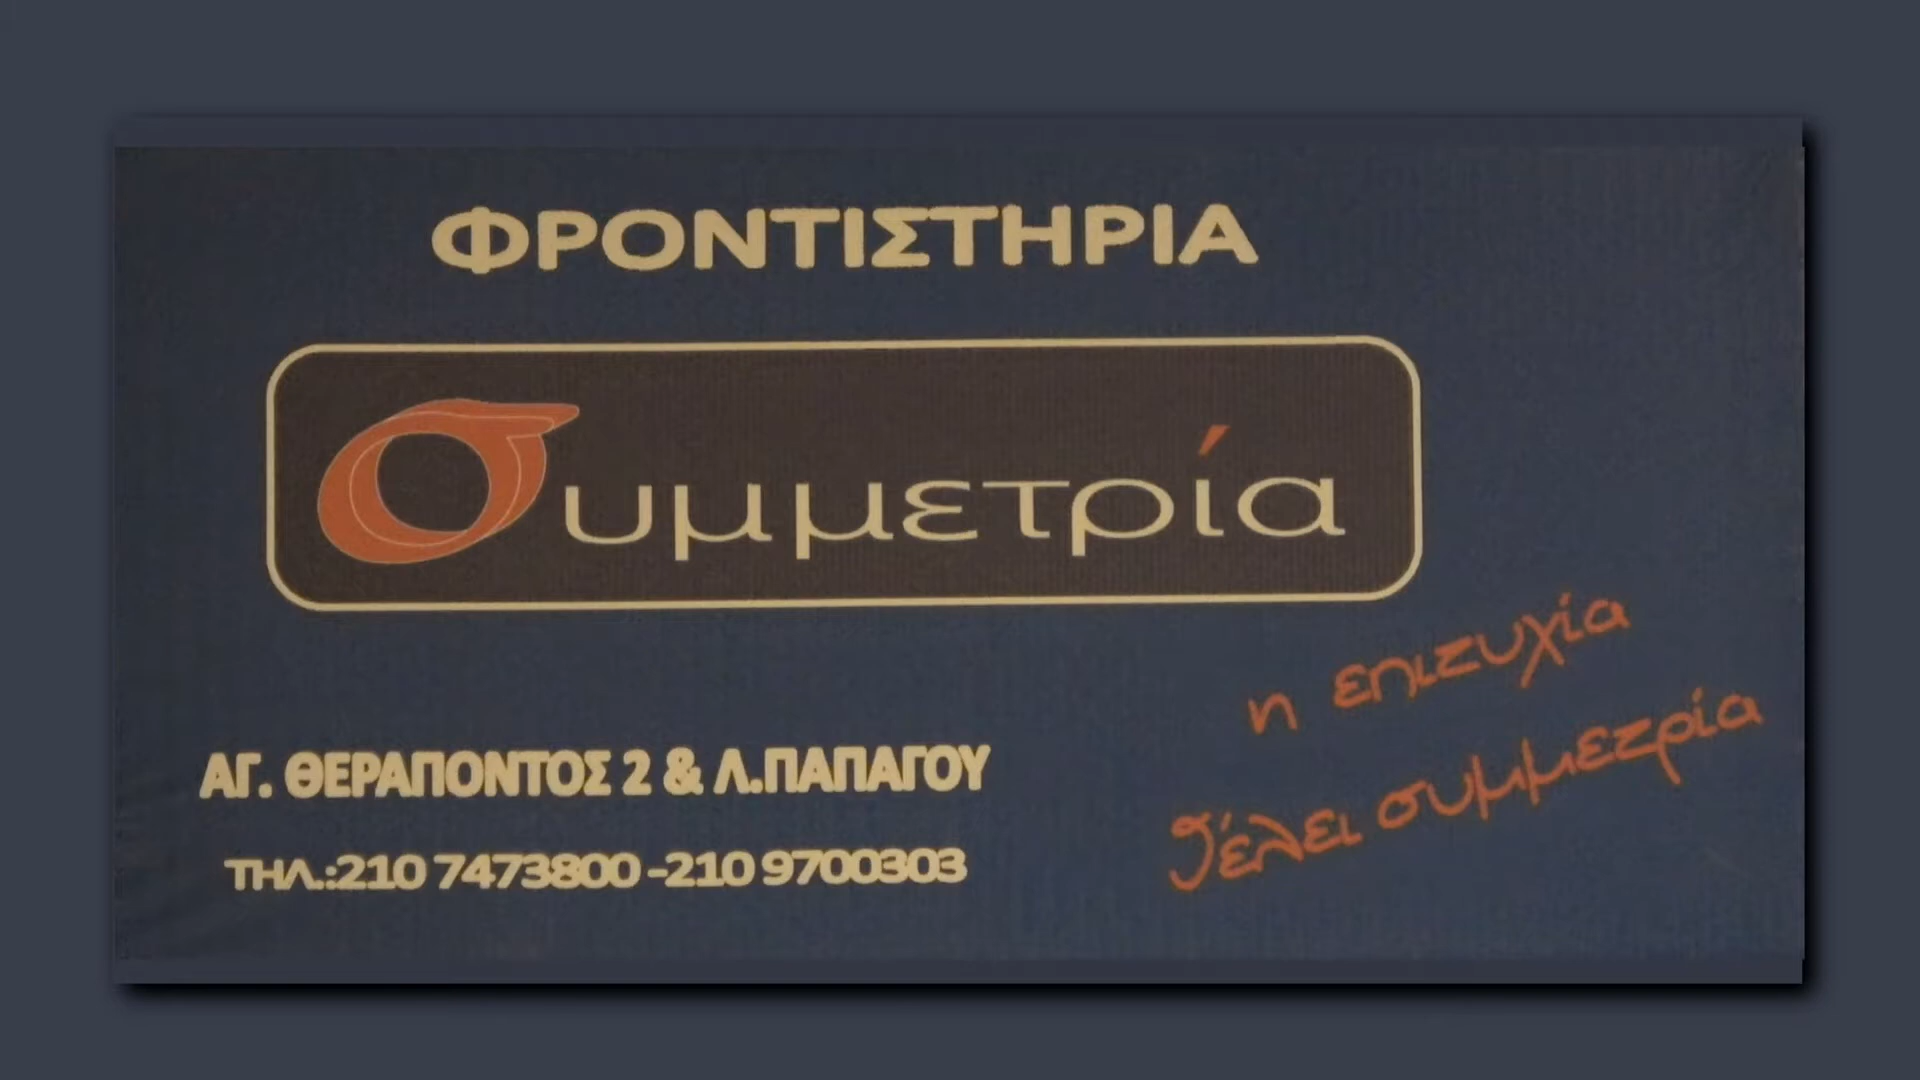 ΦΡΟΝΤΙΣΤΗΡΙΑ
συμμετρία
η επιτυχία
θέλει συμμετρία
ΑΓ. ΘΕΡΑΠΟΝΤΟΣ 2 & Λ.ΠΑΠΑΓΟΥ
ΤΗΛ.:210 7473800 -210 9700303